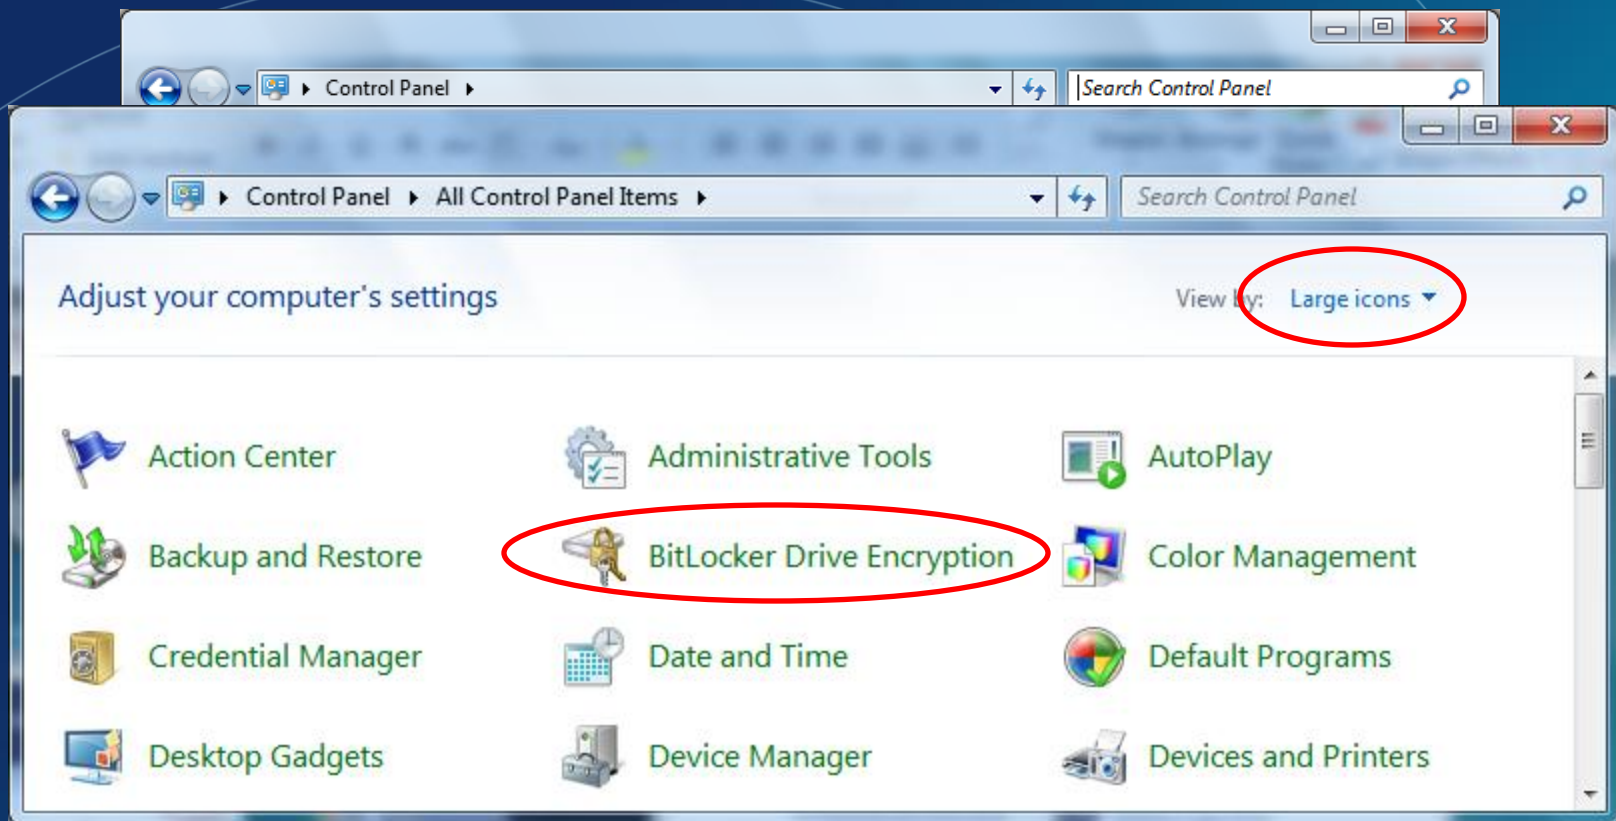 Control Panel
Search Control Panel
Control Panel All Control Panel Items
Search Control Panel
Adjust your computer's settings
View by: Large icons
Action Center
Administrative Tools
AutoPlay
Backup and Restore
BitLocker Drive Encryption
Color Management
Credential Manager
Date and Time
Default Programs
Desktop Gadgets
Device Manager
Devices and Printers